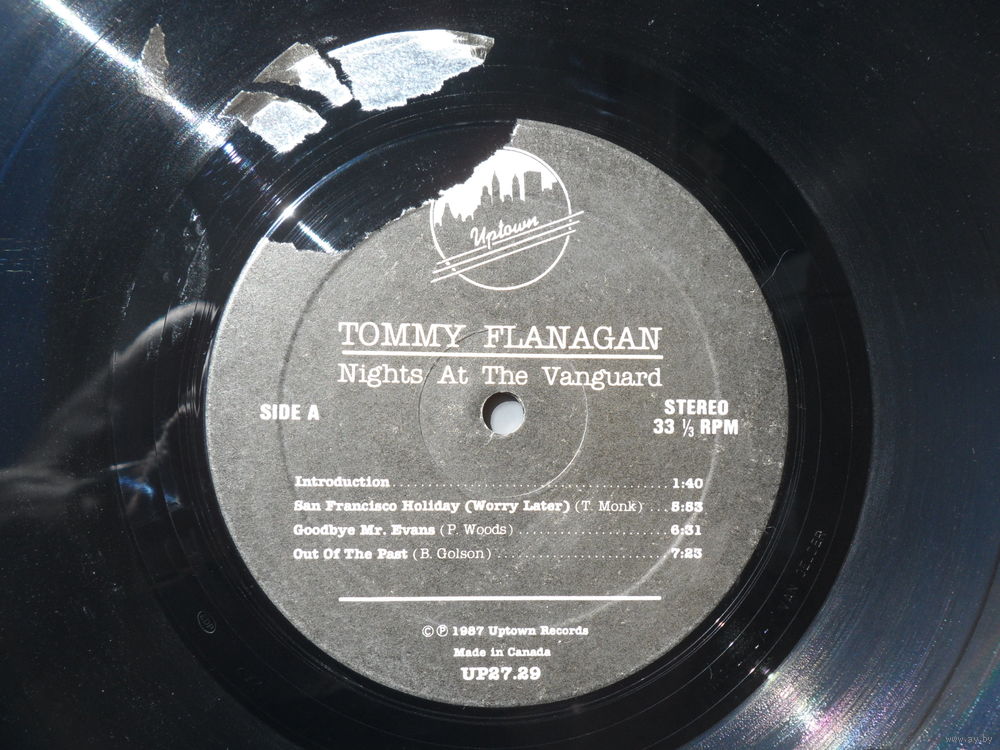 Uptown
TOMMY FLANAGAN
Nights At The Vanguard
SIDE A
STEREO
33 ⅓ RPM
Introduction........................................1:40
San Francisco Holiday (Worry Later) (T. Monk) ...5:53
Goodbye Mr. Evans (P. Woods) .......................6:31
Out Of The Past (B. Golson) ..........................7:23
© ℗ 1987 Uptown Records
Made in Canada
UP27.29
VAN GELDER
www.ay.by